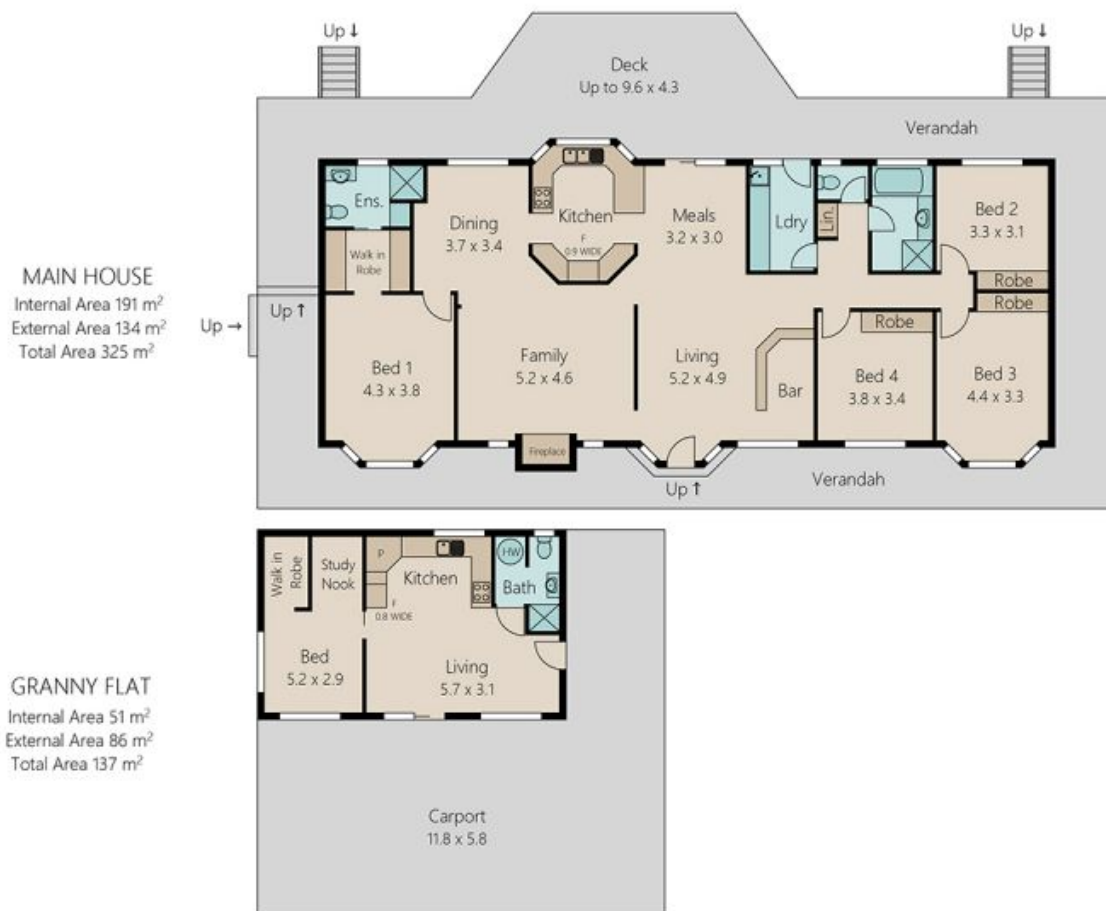 Up ↓
Up ↓
Deck
Up to 9.6 x 4.3
Verandah
Ens.
Walk in
Robe
Dining
3.7 x 3.4
Kitchen
F
0.9 WIDE
Meals
3.2 x 3.0
Ldry
Lin.
Bed 2
3.3 x 3.1
Robe
Robe
MAIN HOUSE
Internal Area 191 m²
External Area 134 m²
Total Area 325 m²
Up →
Up ↑
Bed 1
4.3 x 3.8
Family
5.2 x 4.6
Living
5.2 x 4.9
Bar
Robe
Bed 4
3.8 x 3.4
Bed 3
4.4 x 3.3
Fireplace
Up ↑
Verandah
Walk in
Robe
Study
Nook
P
Kitchen
F
0.8 WIDE
HW
Bath
Bed
5.2 x 2.9
Living
5.7 x 3.1
GRANNY FLAT
Internal Area 51 m²
External Area 86 m²
Total Area 137 m²
Carport
11.8 x 5.8